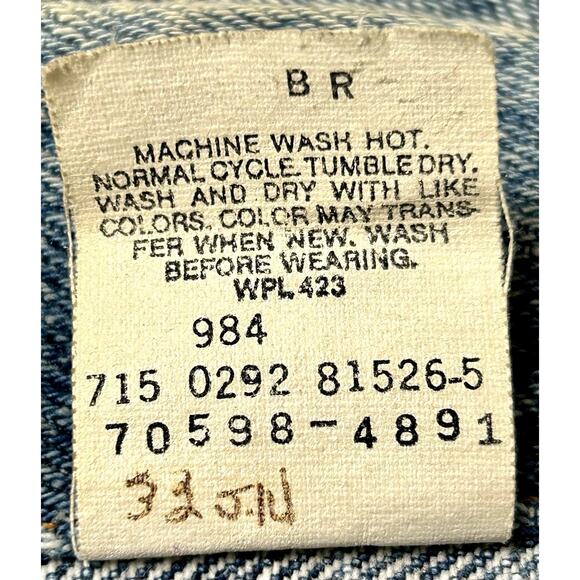 BR
MACHINE WASH HOT.
NORMAL CYCLE. TUMBLE DRY.
WASH AND DRY WITH LIKE
COLORS. COLOR MAY TRANS-
FER WHEN NEW. WASH
BEFORE WEARING.
WPL 423
984
715 0292 81526-5
70598-4891